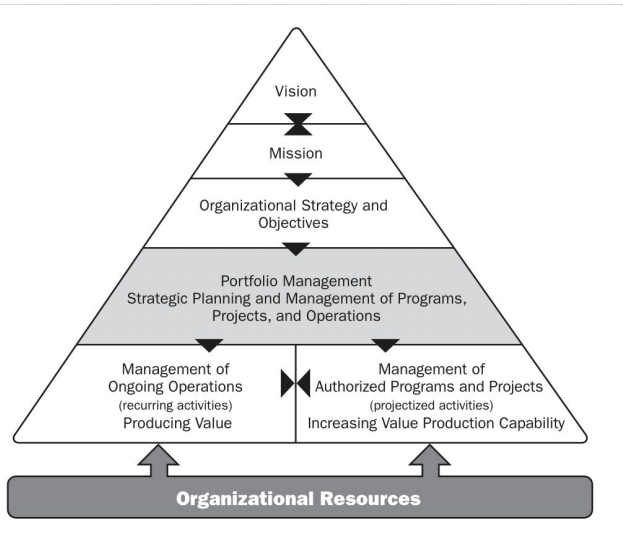 Vision
Mission
Organizational Strategy and
Objectives
Portfolio Management
Strategic Planning and Management of Programs,
Projects, and Operations
Management of
Ongoing Operations
(recurring activities)
Producing Value
Management of
Authorized Programs and Projects
(projectized activities)
Increasing Value Production Capability
Organizational Resources